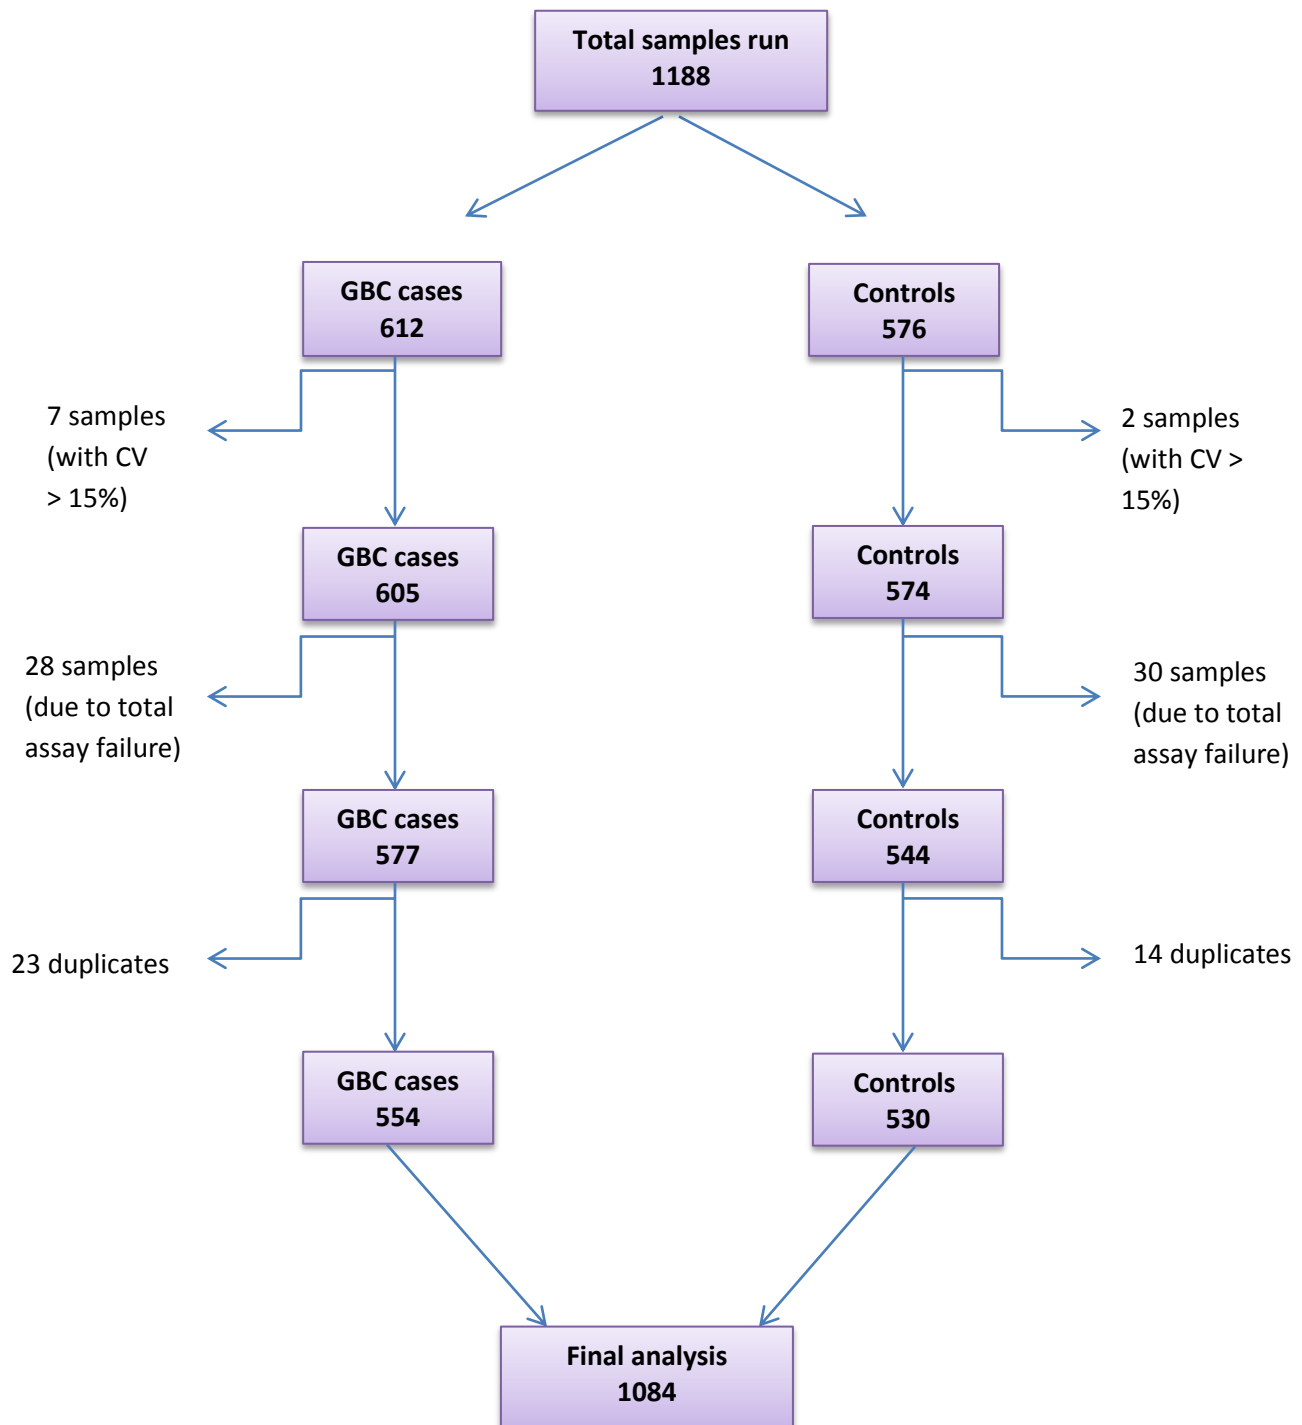 Total samples run
1188
GBC cases
612
Controls
576
7 samples
(with CV
> 15%)
2 samples
(with CV >
15%)
GBC cases
605
Controls
574
28 samples
(due to total
assay failure)
30 samples
(due to total
assay failure)
GBC cases
577
Controls
544
23 duplicates
14 duplicates
GBC cases
554
Controls
530
Final analysis
1084